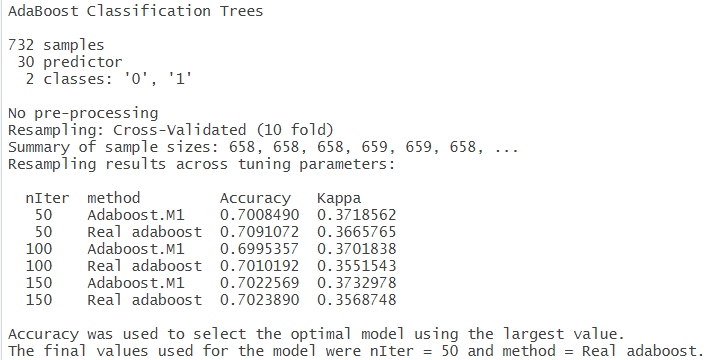 AdaBoost Classification Trees
732 samples
30 predictor
2 classes: '0', '1'
No pre-processing
Resampling: Cross-Validated (10 fold)
Summary of sample sizes: 658, 658, 658, 659, 659, 658, ...
Resampling results across tuning parameters:
nIter method Accuracy Kappa
50 Adaboost.M1 0.7008490 0.3718562
50 Real adaboost 0.7091072 0.3665765
100 Adaboost.M1 0.6995357 0.3701838
100 Real adaboost 0.7010192 0.3551543
150 Adaboost.M1 0.7022569 0.3732978
150 Real adaboost 0.7023890 0.3568748
Accuracy was used to select the optimal model using the largest value.
The final values used for the model were nIter = 50 and method = Real adaboost.